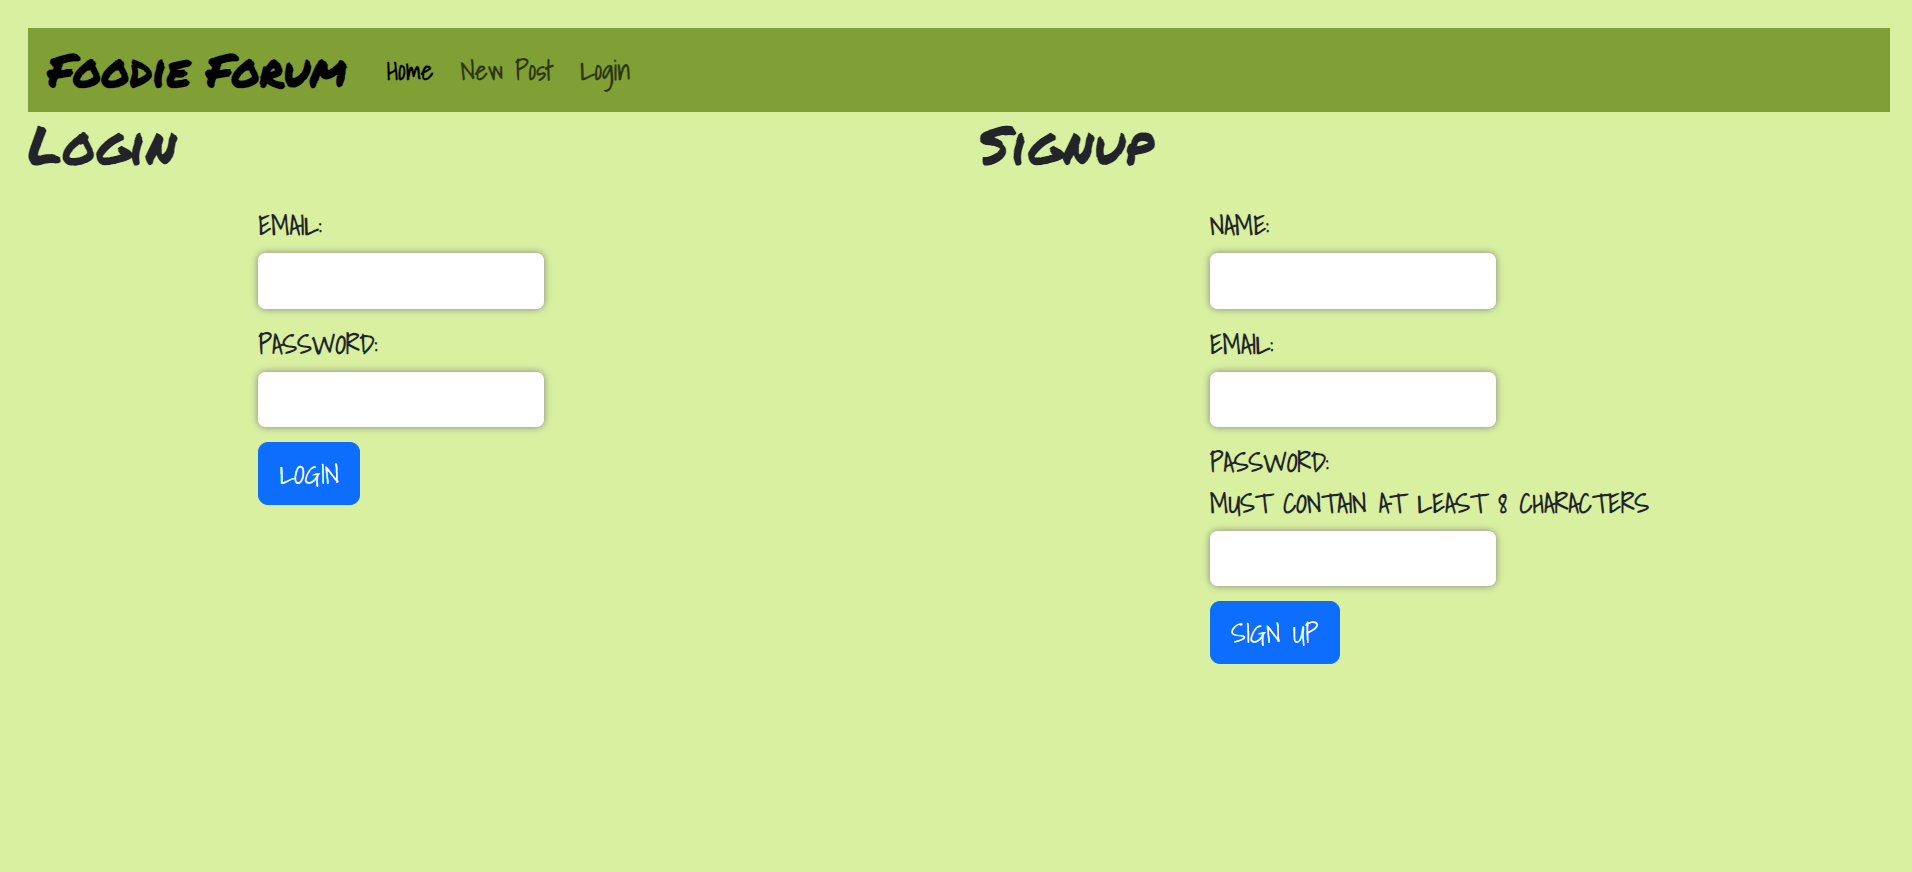 Foodie Forum Home New Post Login
Login
EMAIL:
PASSWORD:
LOGIN
Signup
NAME:
EMAIL:
PASSWORD:
MUST CONTAIN AT LEAST 8 CHARACTERS
SIGN UP